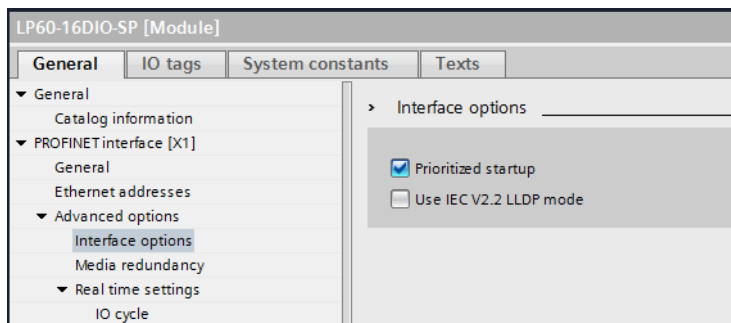 LP60-16DIO-SP [Module]
General IO tags System constants Texts
General
Catalog information
PROFINET interface [X1]
General
Ethernet addresses
Advanced options
Interface options
Media redundancy
Real time settings
IO cycle
Interface options
Prioritized startup
Use IEC V2.2 LLDP mode